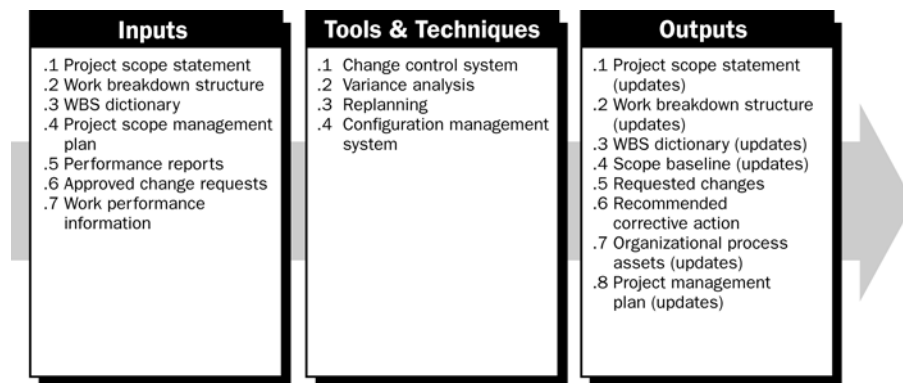 Inputs
.1 Project scope statement
.2 Work breakdown structure
.3 WBS dictionary
.4 Project scope management
plan
.5 Performance reports
.6 Approved change requests
.7 Work performance
information
Tools & Techniques
.1 Change control system
.2 Variance analysis
.3 Replanning
.4 Configuration management
system
Outputs
.1 Project scope statement
(updates)
.2 Work breakdown structure
(updates)
.3 WBS dictionary (updates)
.4 Scope baseline (updates)
.5 Requested changes
.6 Recommended
corrective action
.7 Organizational process
assets (updates)
.8 Project management
plan (updates)